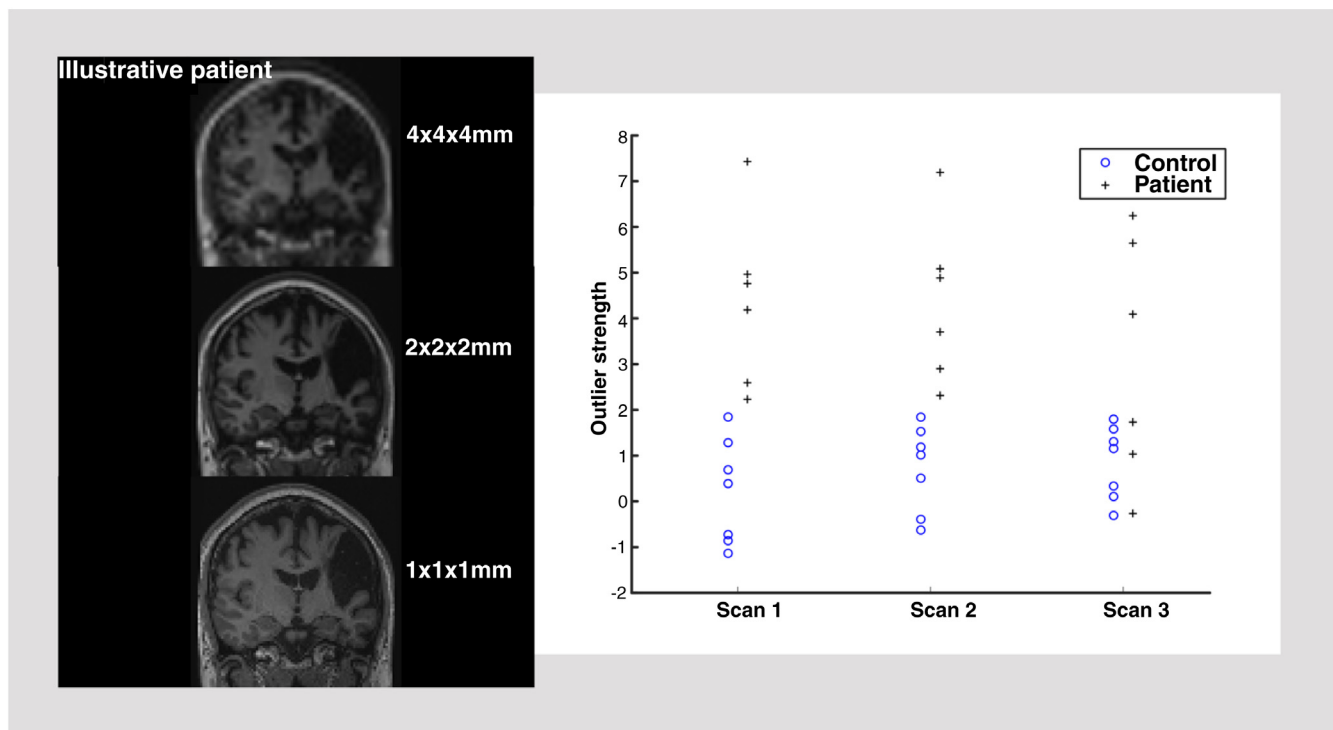 Illustrative patient
4x4x4mm
2x2x2mm
1x1x1mm
Outlier strength
8
7
6
5
4
3
2
1
0
-1
-2
Scan 1 Scan 2 Scan 3
Control
Patient